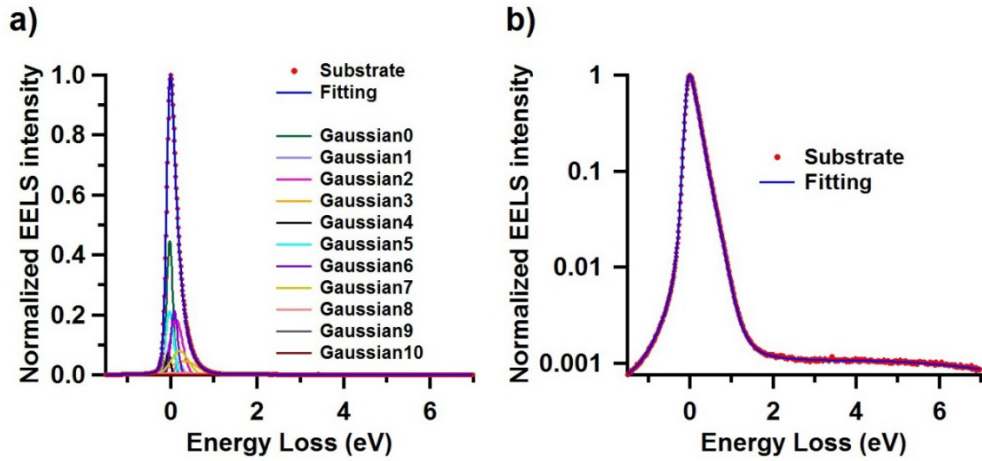 a)
Normalized EELS intensity
1.0
0.8
0.6
0.4
0.2
0.0
Substrate
Fitting
Gaussian0
Gaussian1
Gaussian2
Gaussian3
Gaussian4
Gaussian5
Gaussian6
Gaussian7
Gaussian8
Gaussian9
Gaussian10
0 2 4 6
Energy Loss (eV)
b)
Normalized EELS intensity
1
0.1
0.01
0.001
Substrate
Fitting
0 2 4 6
Energy Loss (eV)